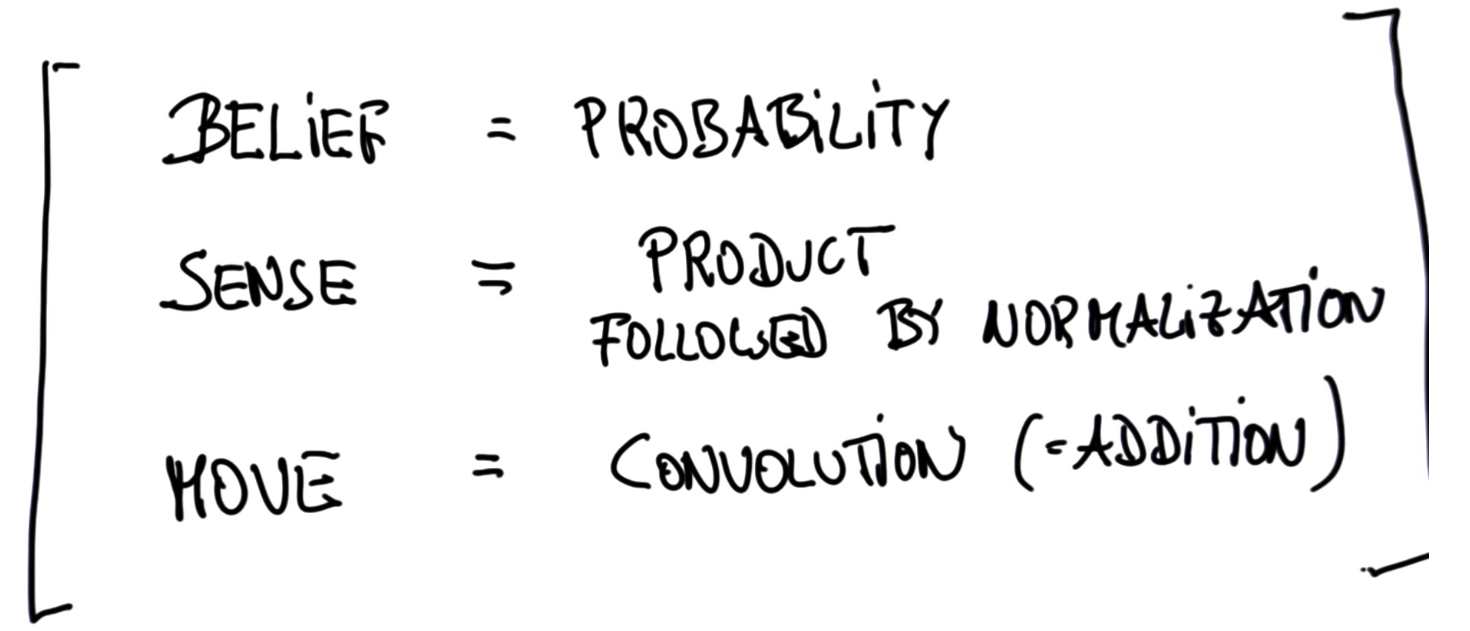 BELIEF = PROBABILITY
SENSE = PRODUCT
FOLLOWED BY NORMALIZATION
MOVE = CONVOLUTION (=ADDITION)